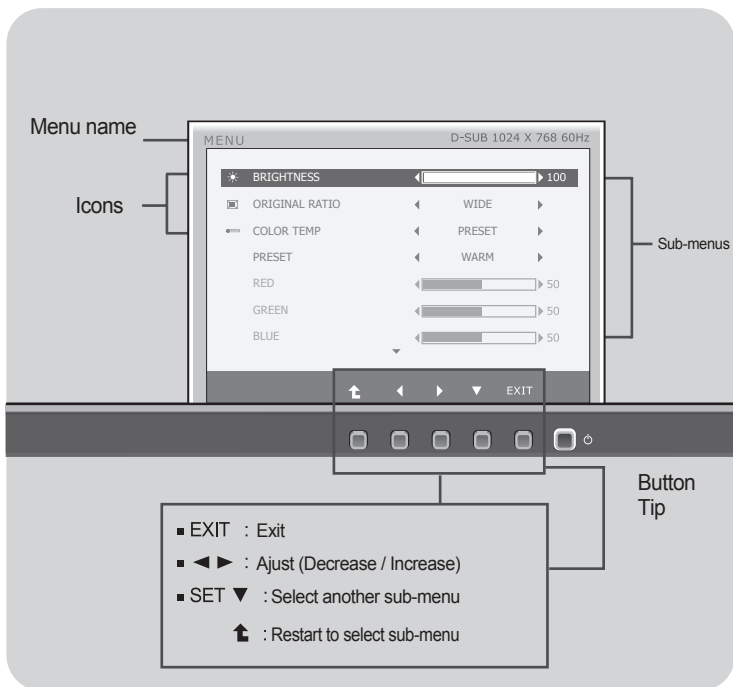 Menu name
MENU D-SUB 1024 X 768 60Hz
Icons
BRIGHTNESS 100
ORIGINAL RATIO WIDE
COLOR TEMP PRESET
PRESET WARM
RED 50
GREEN 50
BLUE 50
Sub-menus
EXIT
Button
Tip
EXIT : Exit
◀ ▶ : Ajust (Decrease / Increase)
SET ▼ : Select another sub-menu
: Restart to select sub-menu